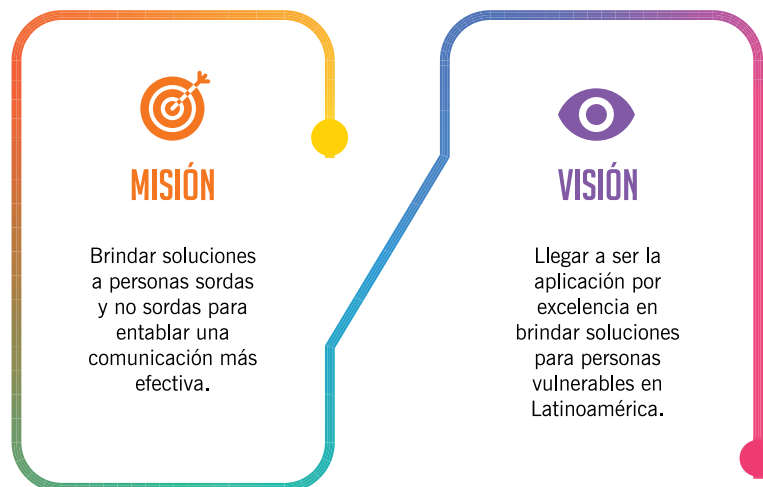 MISIÓN
Brindar soluciones
a personas sordas
y no sordas para
entablar una
comunicación más
efectiva.
VISIÓN
Llegar a ser la
aplicación por
excelencia en
brindar soluciones
para personas
vulnerables en
Latinoamérica.